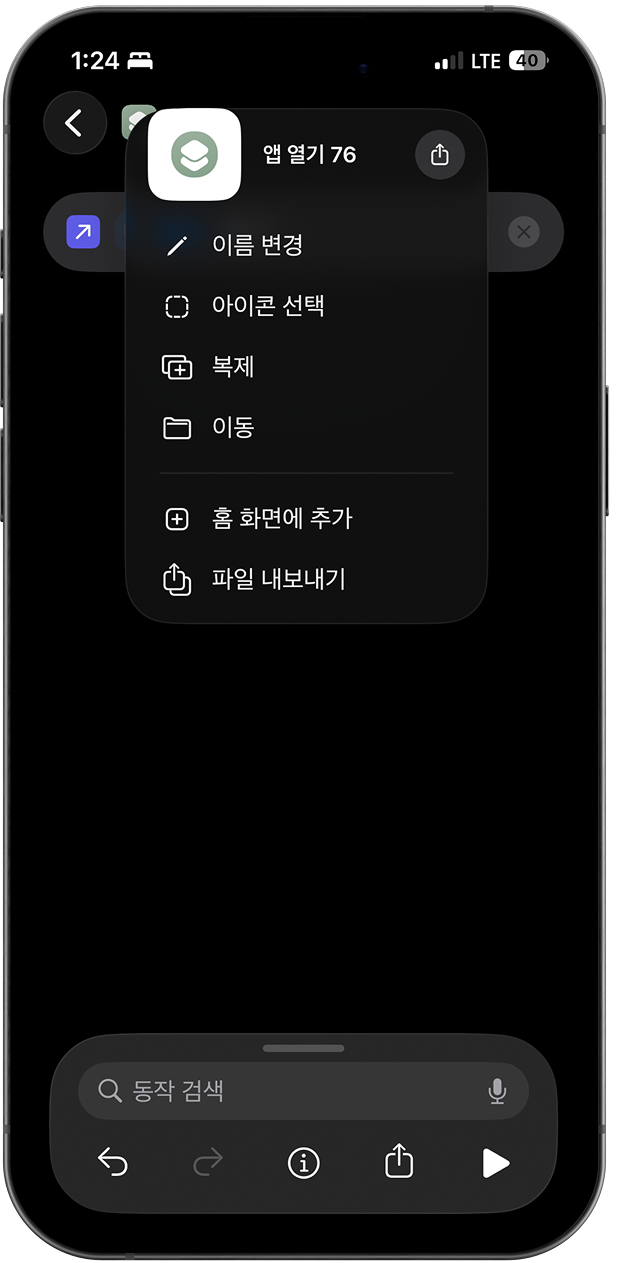 1:24
LTE
40
앱 열기 76
이름 변경
아이콘 선택
복제
이동
홈 화면에 추가
파일 내보내기
동작 검색